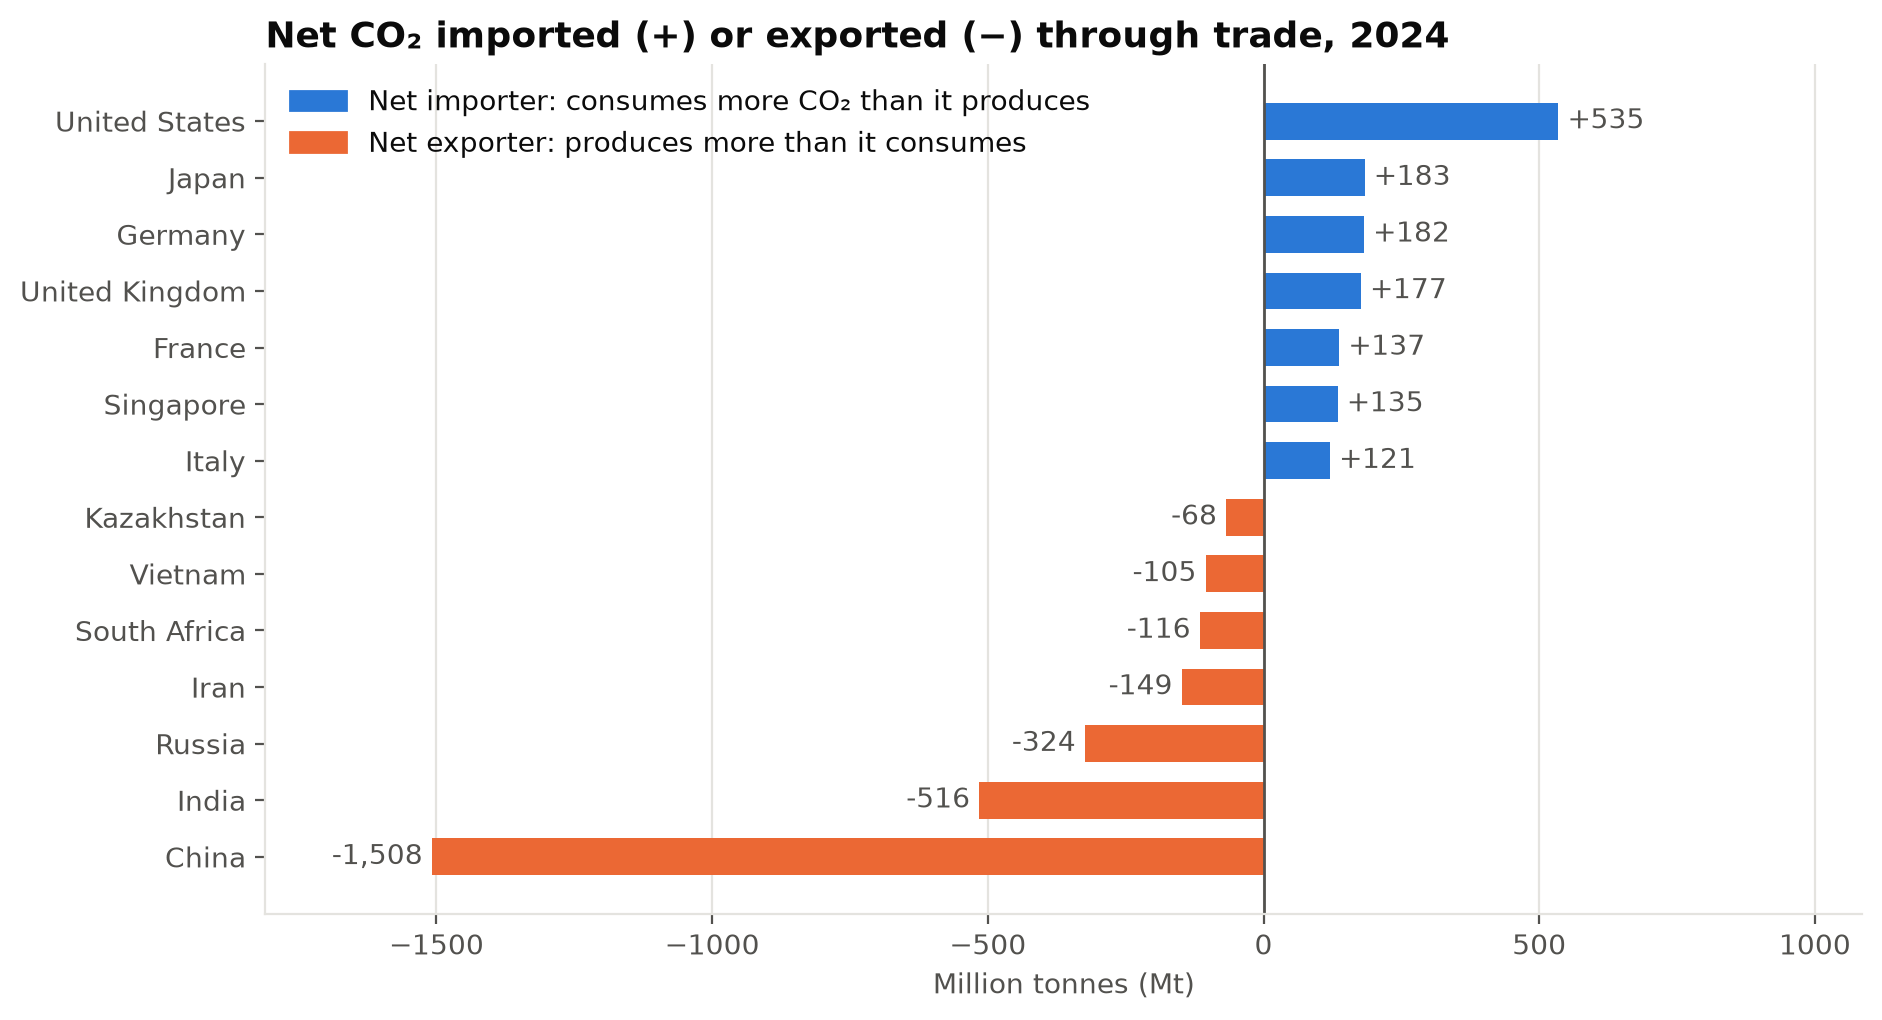 Net CO₂ imported (+) or exported (−) through trade, 2024
Net importer: consumes more CO₂ than it produces
Net exporter: produces more than it consumes
United States +535
Japan +183
Germany +182
United Kingdom +177
France +137
Singapore +135
Italy +121
Kazakhstan -68
Vietnam -105
South Africa -116
Iran -149
Russia -324
India -516
China -1,508
−1500 −1000 −500 0 500 1000
Million tonnes (Mt)